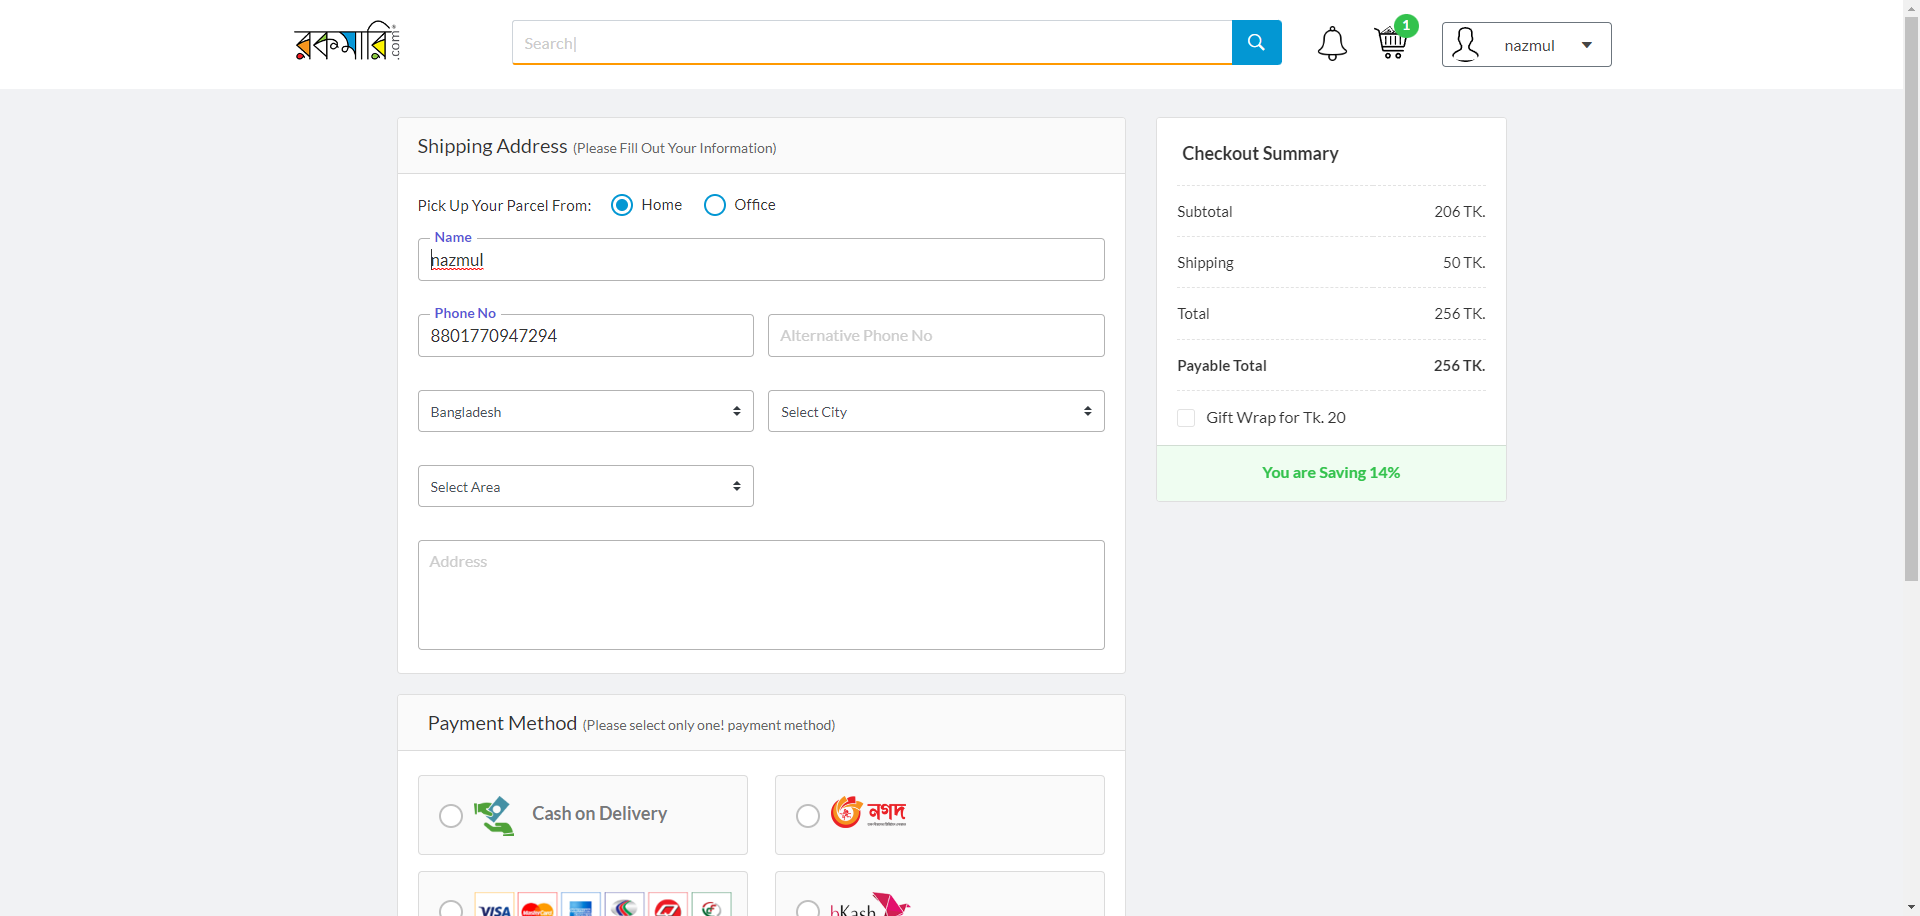 রকমারি.com
Search|
1
nazmul
Shipping Address (Please Fill Out Your Information)
Pick Up Your Parcel From: Home Office
Name
nazmul
Phone No
8801770947294
Alternative Phone No
Bangladesh
Select City
Select Area
Address
Checkout Summary
Subtotal 206 TK.
Shipping 50 TK.
Total 256 TK.
Payable Total 256 TK.
Gift Wrap for Tk. 20
You are Saving 14%
Payment Method (Please select only one! payment method)
Cash on Delivery
নগদ
VISA
MasterCard
bKash